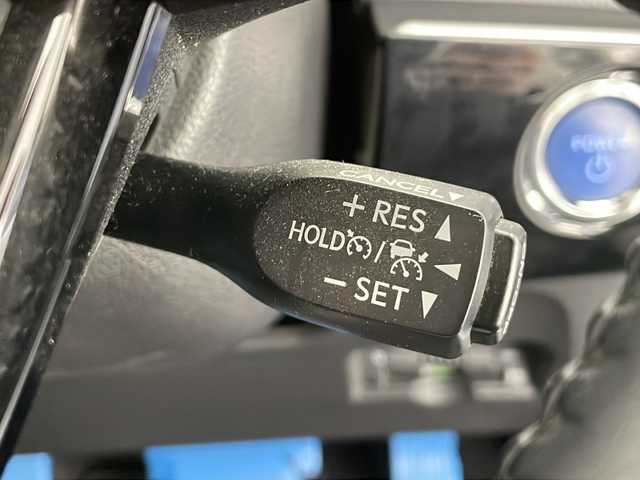 CANCEL
+ RES
HOLD /
− SET
POWER